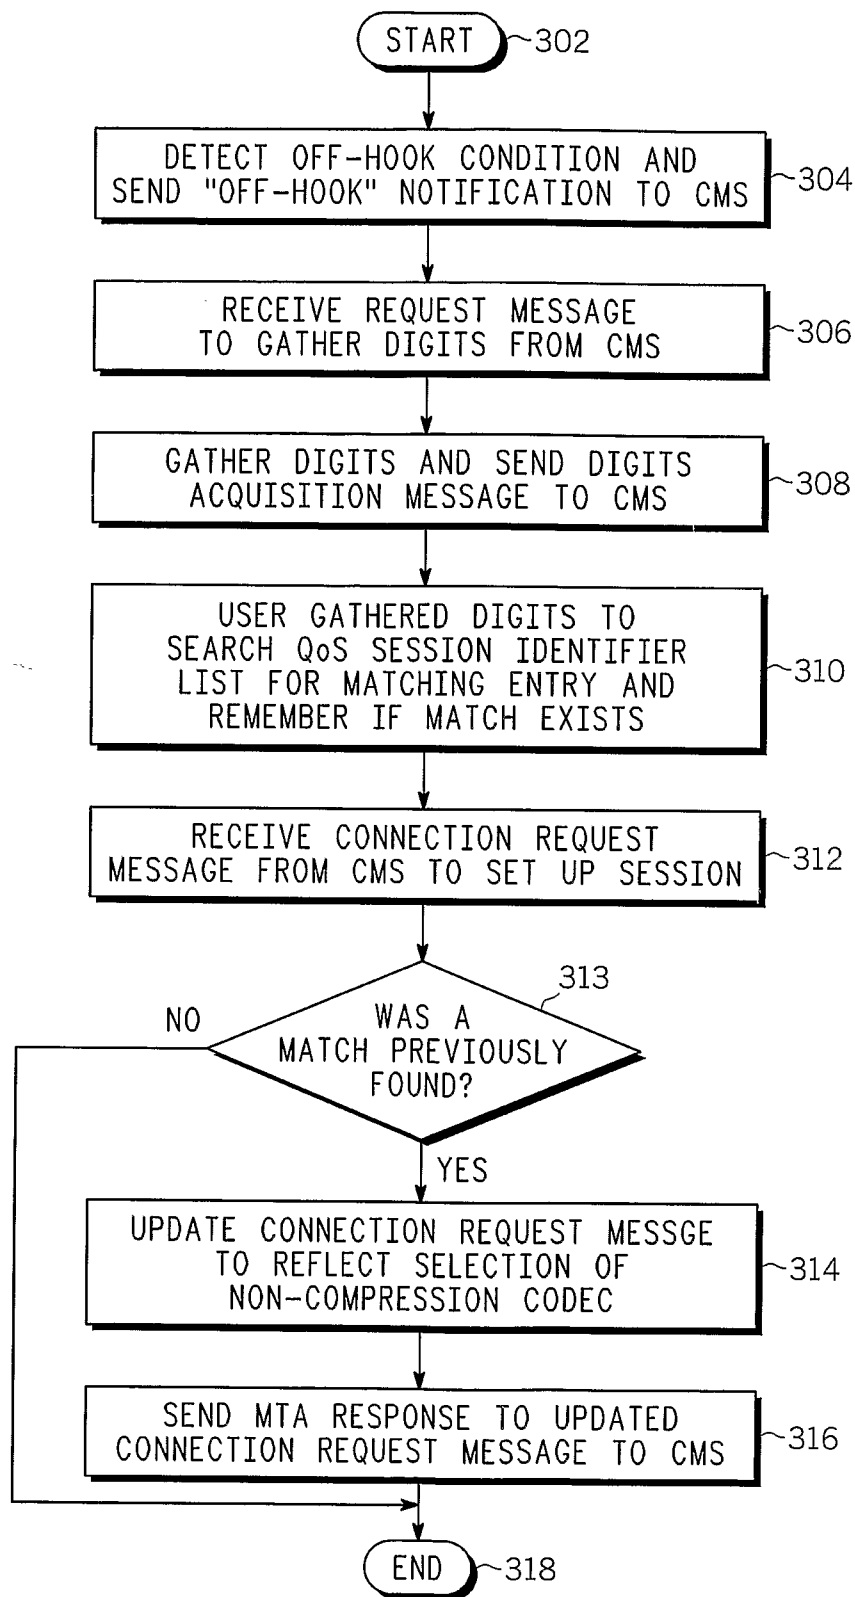 START
302
DETECT OFF-HOOK CONDITION AND
SEND "OFF-HOOK" NOTIFICATION TO CMS
304
RECEIVE REQUEST MESSAGE
TO GATHER DIGITS FROM CMS
306
GATHER DIGITS AND SEND DIGITS
ACQUISITION MESSAGE TO CMS
308
USER GATHERED DIGITS TO
SEARCH QoS SESSION IDENTIFIER
LIST FOR MATCHING ENTRY AND
REMEMBER IF MATCH EXISTS
310
RECEIVE CONNECTION REQUEST
MESSAGE FROM CMS TO SET UP SESSION
312
313
NO
WAS A
MATCH PREVIOUSLY
FOUND?
YES
UPDATE CONNECTION REQUEST MESSGE
TO REFLECT SELECTION OF
NON-COMPRESSION CODEC
314
SEND MTA RESPONSE TO UPDATED
CONNECTION REQUEST MESSAGE TO CMS
316
END
318